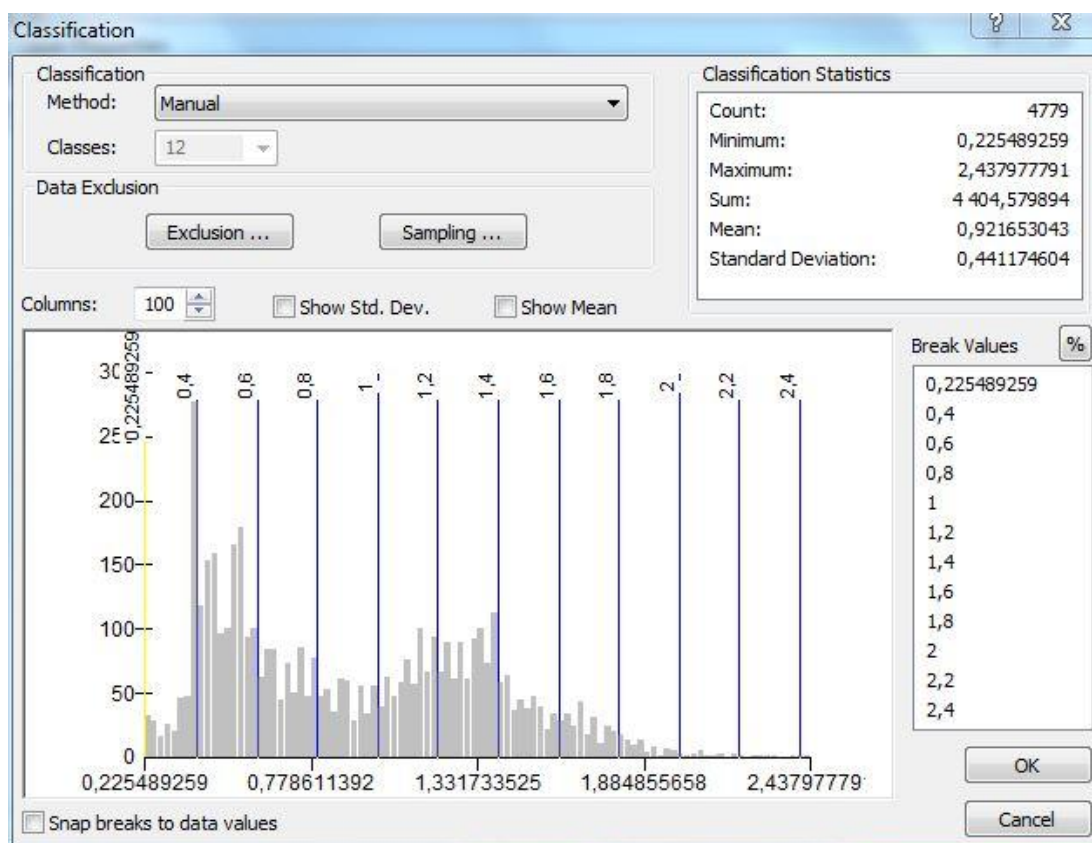 Classification
Classification
Method: Manual
Classes: 12
Data Exclusion
Exclusion ...
Sampling ...
Classification Statistics
Count: 4779
Minimum: 0,225489259
Maximum: 2,437977791
Sum: 4 404,579894
Mean: 0,921653043
Standard Deviation: 0,441174604
Columns: 100
Show Std. Dev.
Show Mean
0,225489259
0,4
0,6
0,8
1
1,2
1,4
1,6
1,8
2
2,2
2,4
200
150
100
50
0
0,225489259 0,778611392 1,331733525 1,884855658 2,43797779
Break Values %
0,225489259
0,4
0,6
0,8
1
1,2
1,4
1,6
1,8
2
2,2
2,4
OK
Cancel
Snap breaks to data values